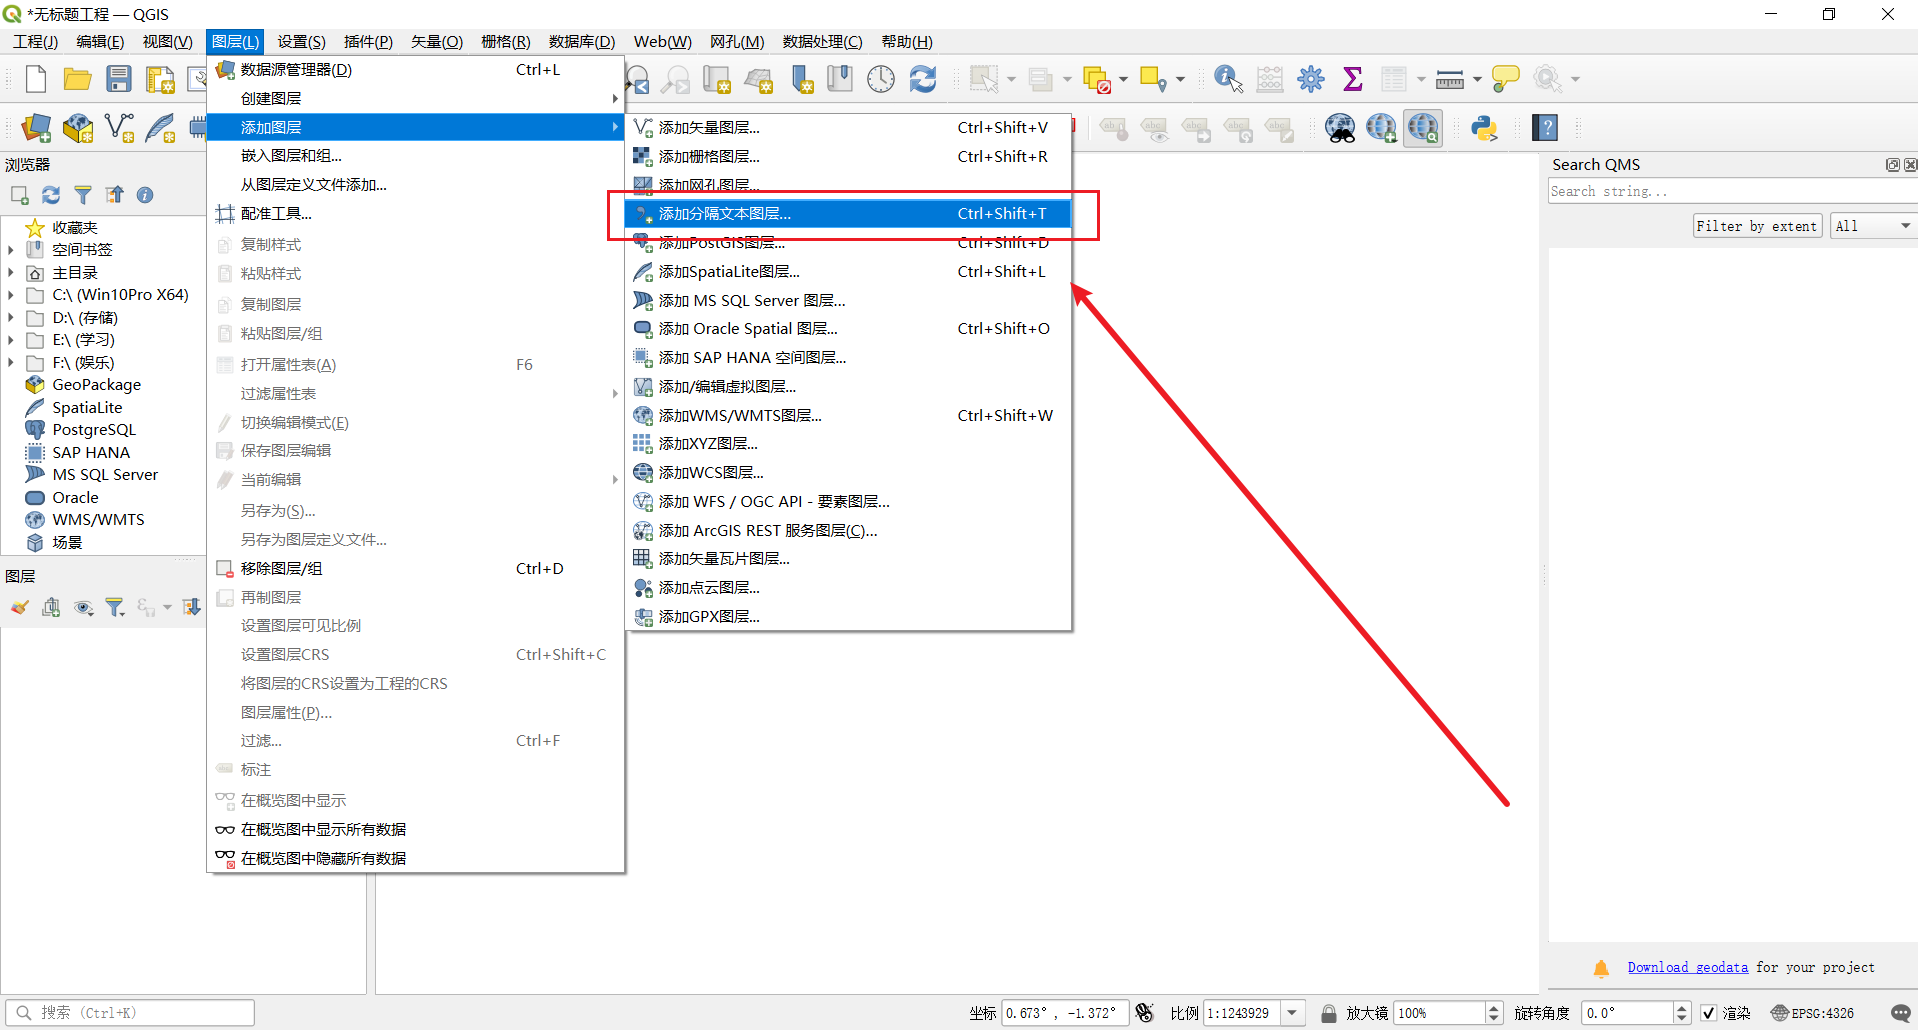 *无标题工程 — QGIS
工程(J) 编辑(E) 视图(V) 图层(L) 设置(S) 插件(P) 矢量(O) 栅格(R) 数据库(D) Web(W) 网孔(M) 数据处理(C) 帮助(H)
数据源管理器(D) Ctrl+L
创建图层
添加图层
嵌入图层和组...
从图层定义文件添加...
配准工具...
复制样式
粘贴样式
复制图层
粘贴图层/组
打开属性表(A) F6
过滤属性表
切换编辑模式(E)
保存图层编辑
当前编辑
另存为(S)...
另存为图层定义文件...
移除图层/组 Ctrl+D
再制图层
设置图层可见比例
设置图层CRS Ctrl+Shift+C
将图层的CRS设置为工程的CRS
图层属性(P)...
过滤... Ctrl+F
标注
在概览图中显示
在概览图中显示所有数据
在概览图中隐藏所有数据
添加矢量图层... Ctrl+Shift+V
添加栅格图层... Ctrl+Shift+R
添加网孔图层...
添加分隔文本图层... Ctrl+Shift+T
添加PostGIS图层... Ctrl+Shift+D
添加SpatiaLite图层... Ctrl+Shift+L
添加 MS SQL Server 图层...
添加 Oracle Spatial 图层... Ctrl+Shift+O
添加 SAP HANA 空间图层...
添加/编辑虚拟图层...
添加WMS/WMTS图层... Ctrl+Shift+W
添加XYZ图层...
添加WCS图层...
添加 WFS / OGC API - 要素图层...
添加 ArcGIS REST 服务图层(C)...
添加矢量瓦片图层...
添加点云图层...
添加GPX图层...
浏览器
收藏夹
空间书签
主目录
C:\ (Win10Pro X64)
D:\ (存储)
E:\ (学习)
F:\ (娱乐)
GeoPackage
SpatiaLite
PostgreSQL
SAP HANA
MS SQL Server
Oracle
WMS/WMTS
场景
图层
Search QMS
Search string...
Filter by extent All
Download geodata for your project
搜索 (Ctrl+K)
坐标 0.673° , -1.372° 比例 1:1243929 放大镜 100% 旋转角度 0.0° 渲染 EPSG:4326